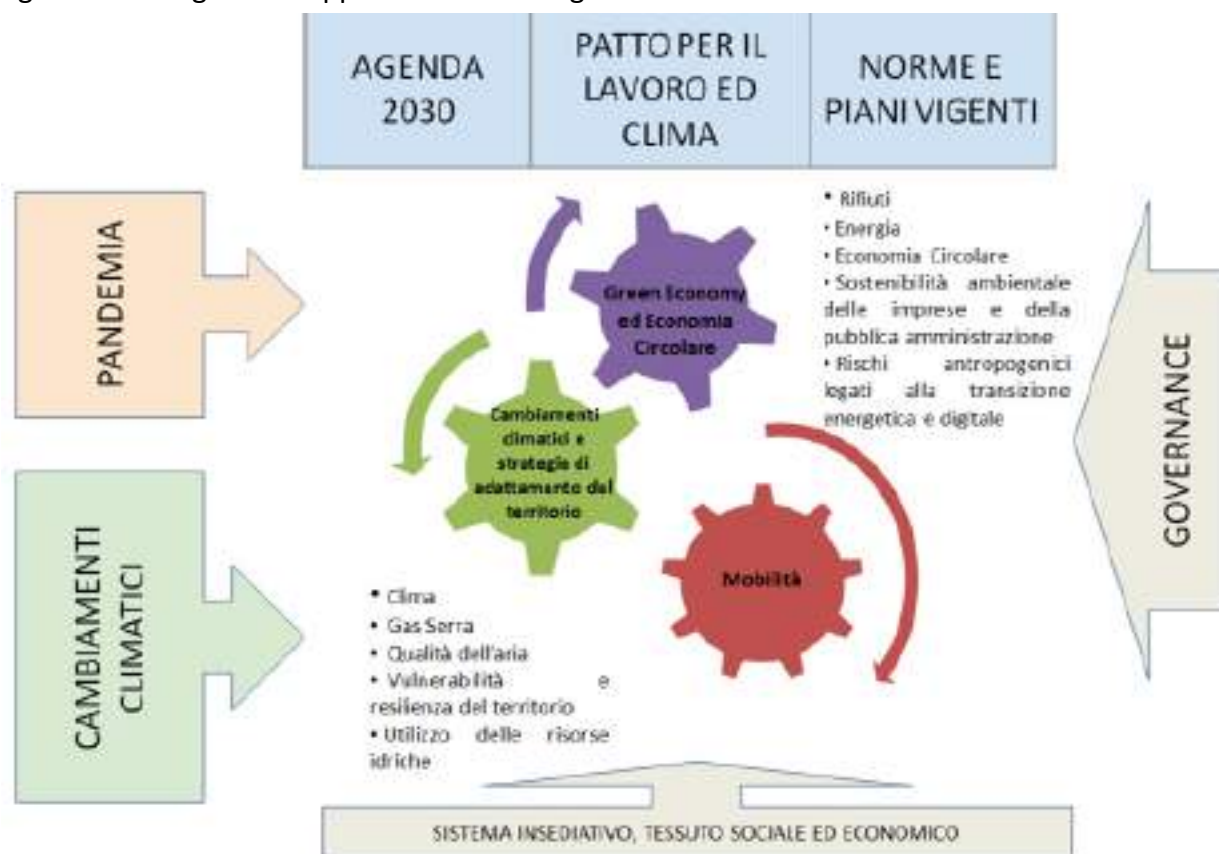 AGENDA
2030
PATTO PER IL
LAVORO ED
CLIMA
NORME E
PIANI VIGENTI
PANDEMIA
CAMBIAMENTI
CLIMATICI
Green Economy
ed Economia
Circolare
• Rifiuti
• Energia
• Economia Circolare
• Sostenibilità ambientale
delle imprese e della
pubblica amministrazione
• Rischi antropogenici
legati alla transizione
energetica e digitale
Cambiamenti
climatici e
strategie di
adattamento del
territorio
Mobilità
• Clima
• Gas Serra
• Qualità dell'aria
• Vulnerabilità e
resilienza del territorio
• Utilizzo delle risorse
idriche
GOVERNANCE
SISTEMA INSEDIATIVO, TESSUTO SOCIALE ED ECONOMICO